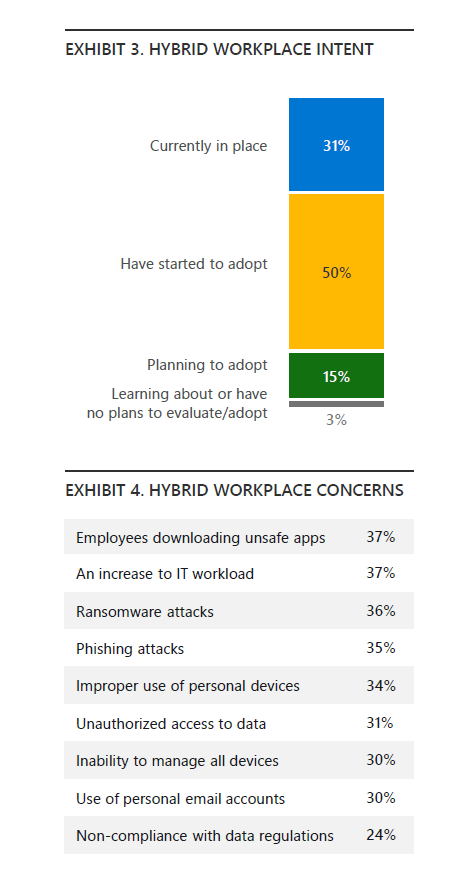 EXHIBIT 3. HYBRID WORKPLACE INTENT
Currently in place 31%
Have started to adopt 50%
Planning to adopt 15%
Learning about or have
no plans to evaluate/adopt 3%
EXHIBIT 4. HYBRID WORKPLACE CONCERNS
Employees downloading unsafe apps 37%
An increase to IT workload 37%
Ransomware attacks 36%
Phishing attacks 35%
Improper use of personal devices 34%
Unauthorized access to data 31%
Inability to manage all devices 30%
Use of personal email accounts 30%
Non-compliance with data regulations 24%